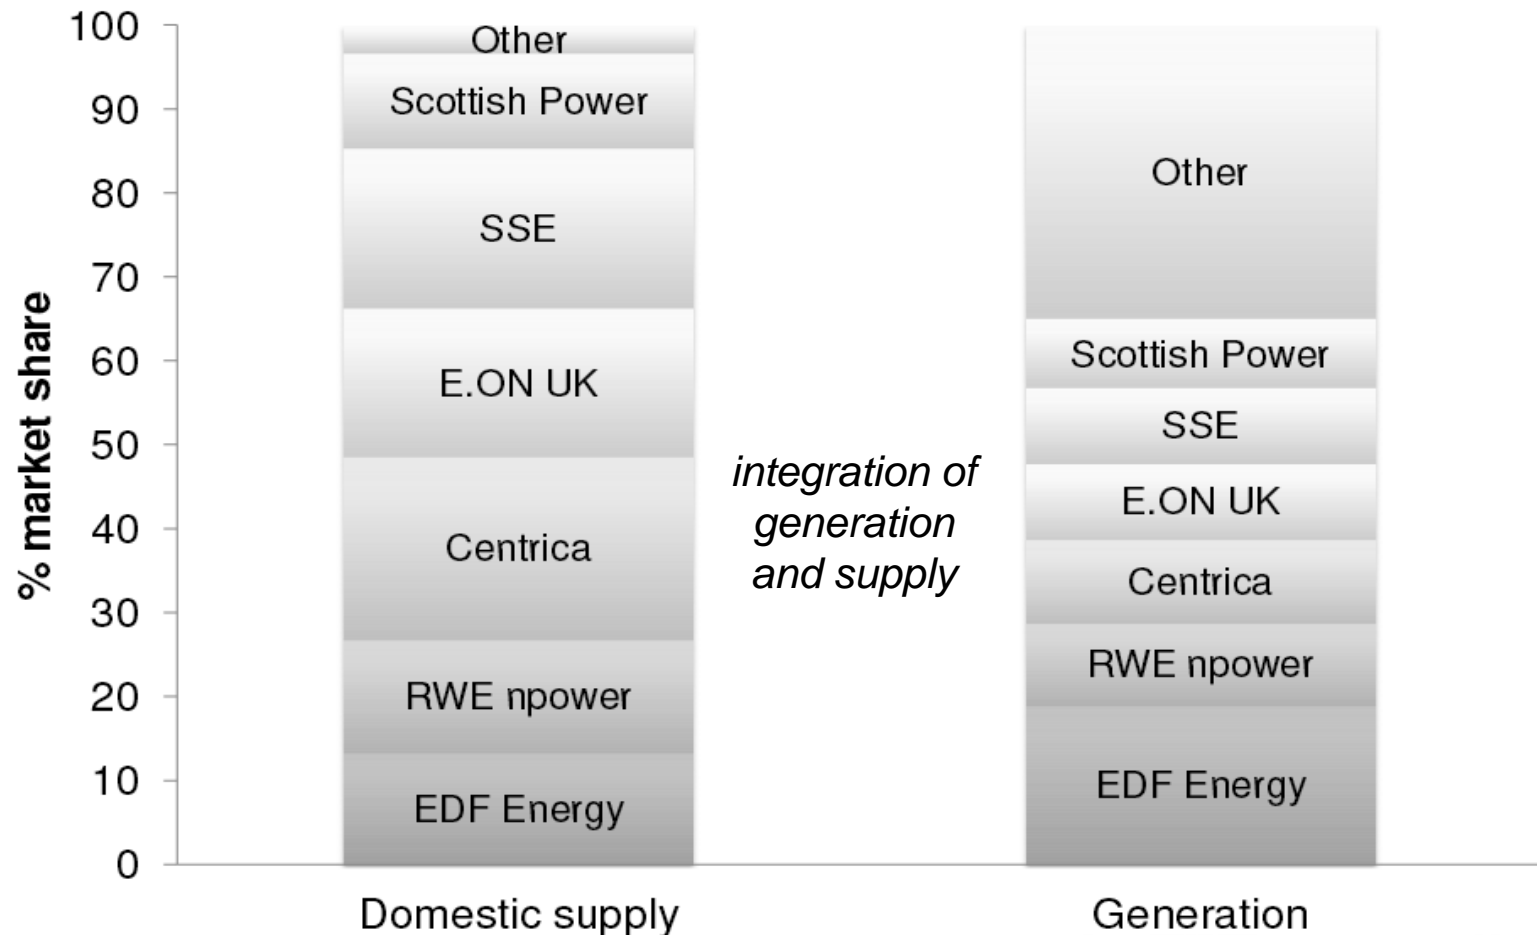 % market share
100
90
80
70
60
50
40
30
20
10
0
Other
Scottish Power
SSE
E.ON UK
Centrica
RWE npower
EDF Energy
integration of
generation
and supply
Other
Scottish Power
SSE
E.ON UK
Centrica
RWE npower
EDF Energy
Domestic supply
Generation